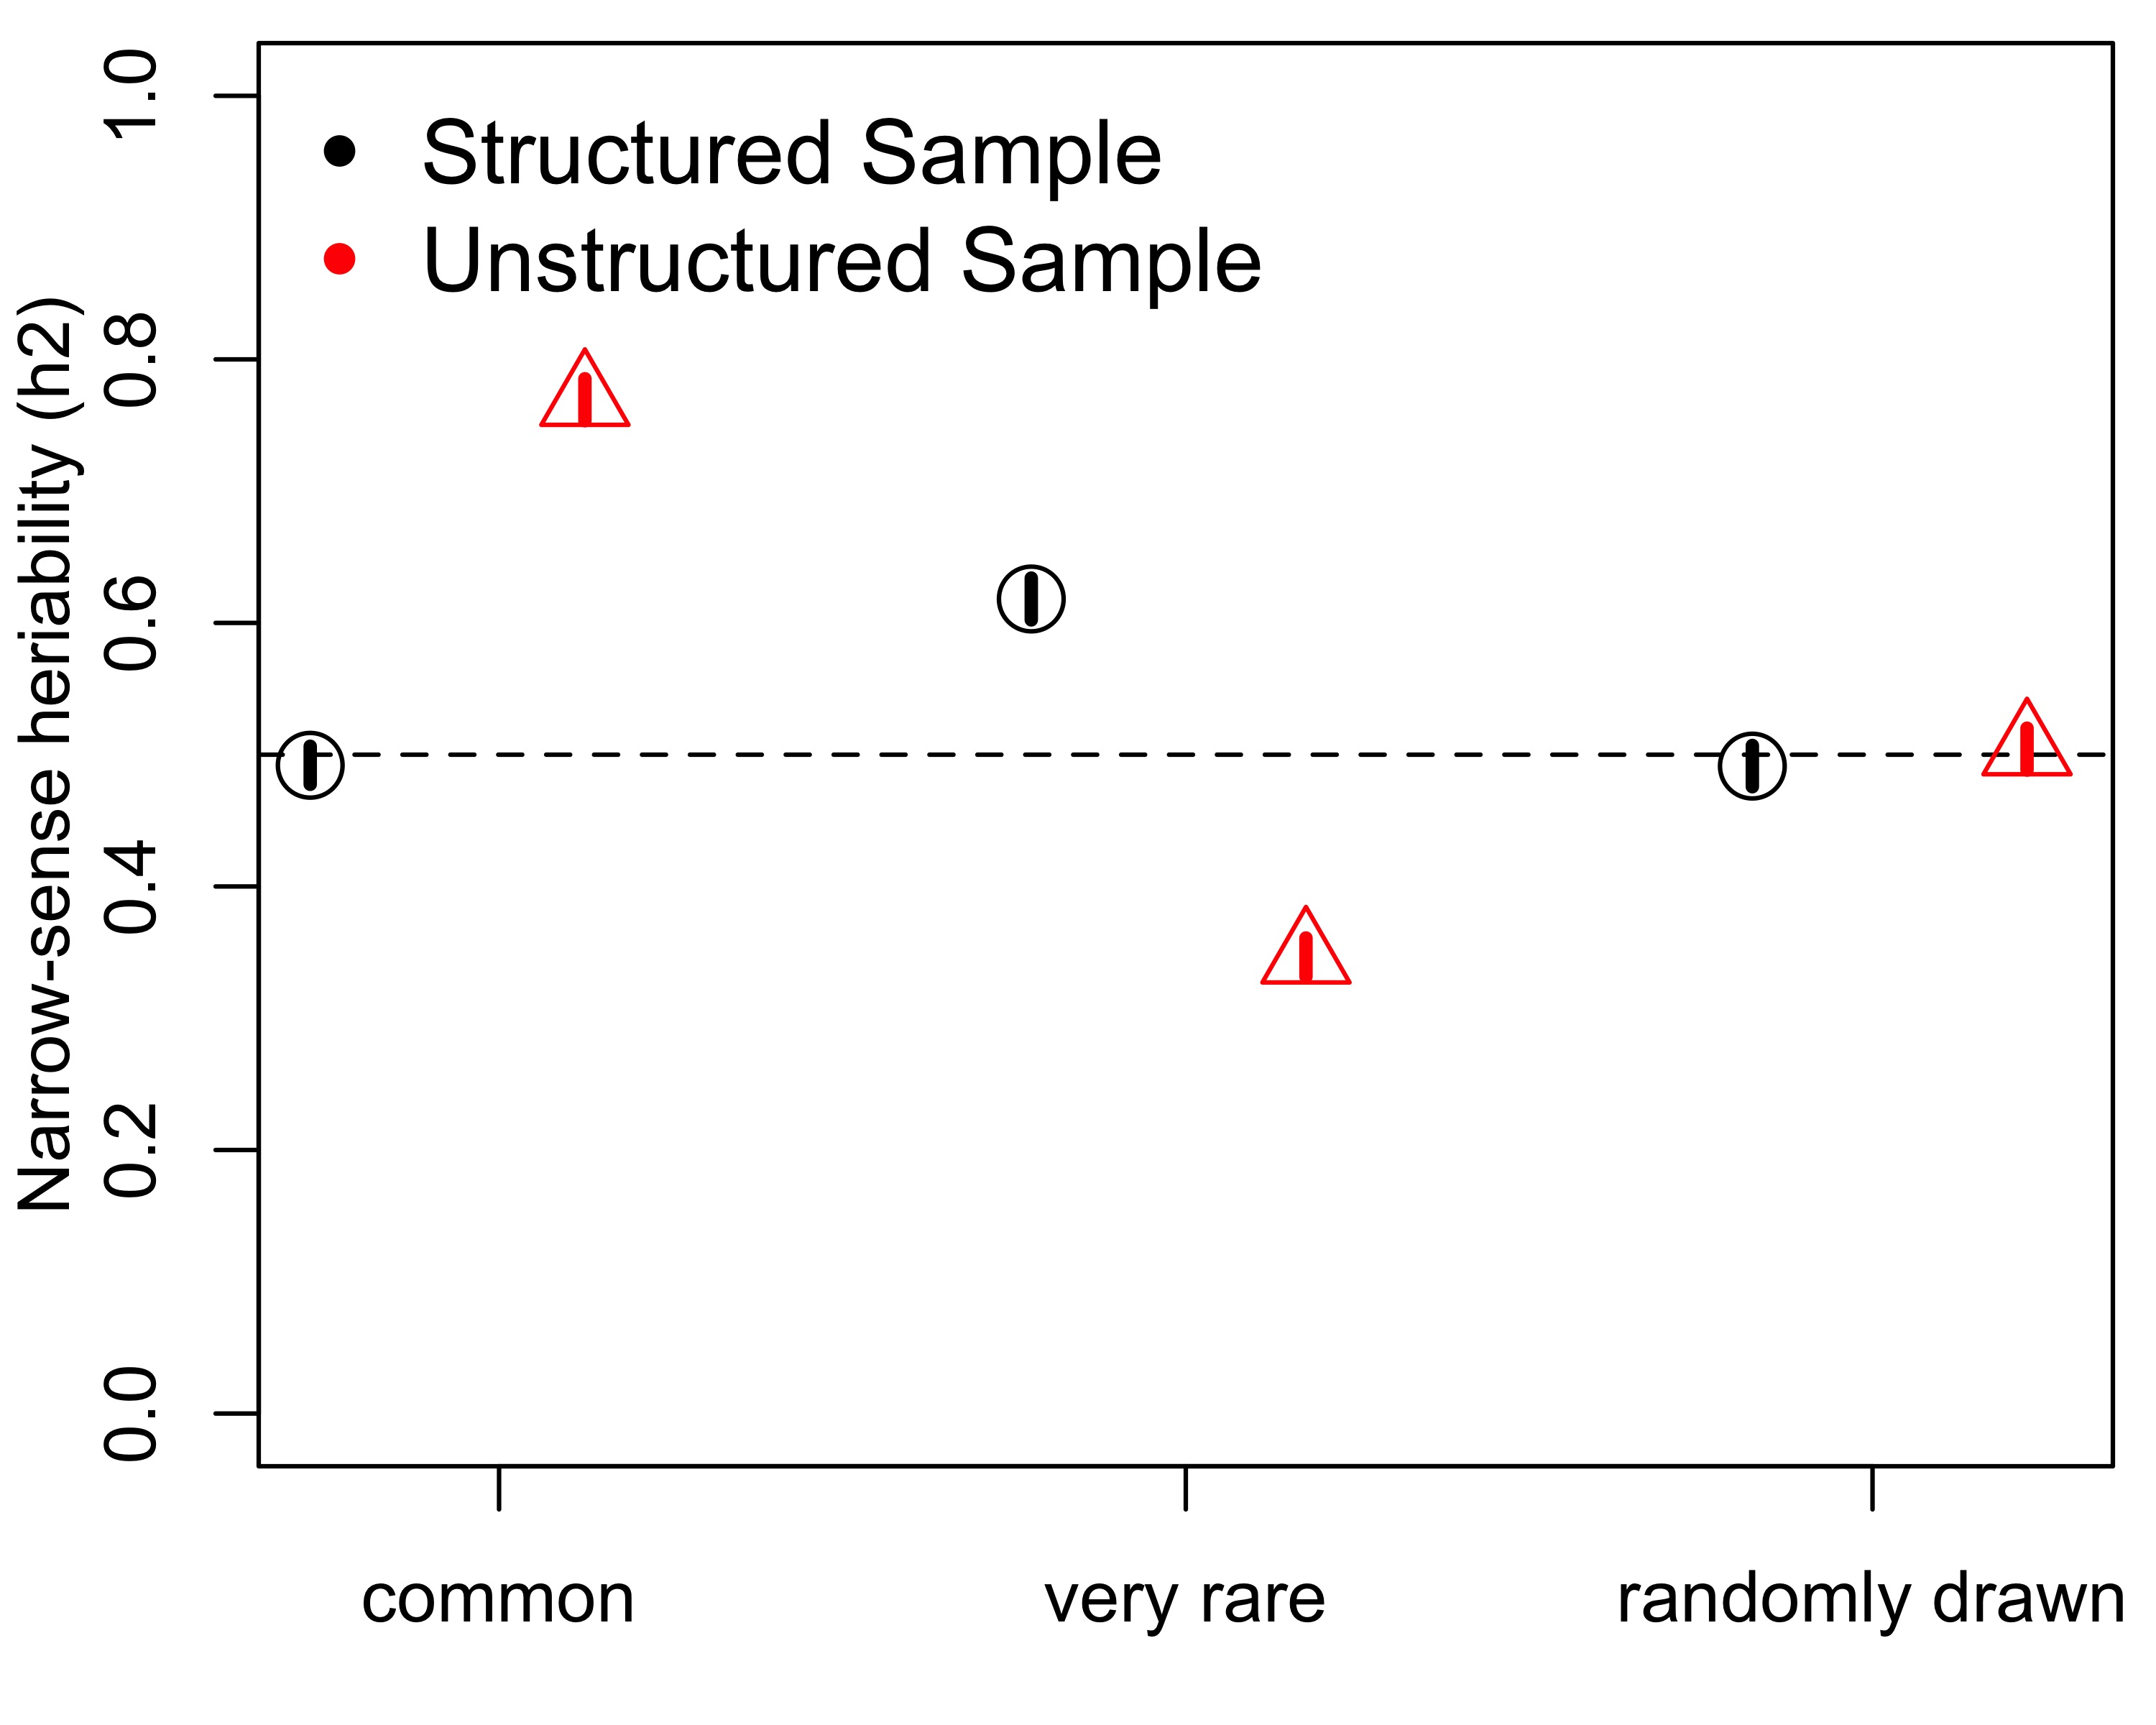 Structured Sample
Unstructured Sample
Narrow-sense heriability (h2)
1.0
0.8
0.6
0.4
0.2
0.0
common
very rare
randomly drawn